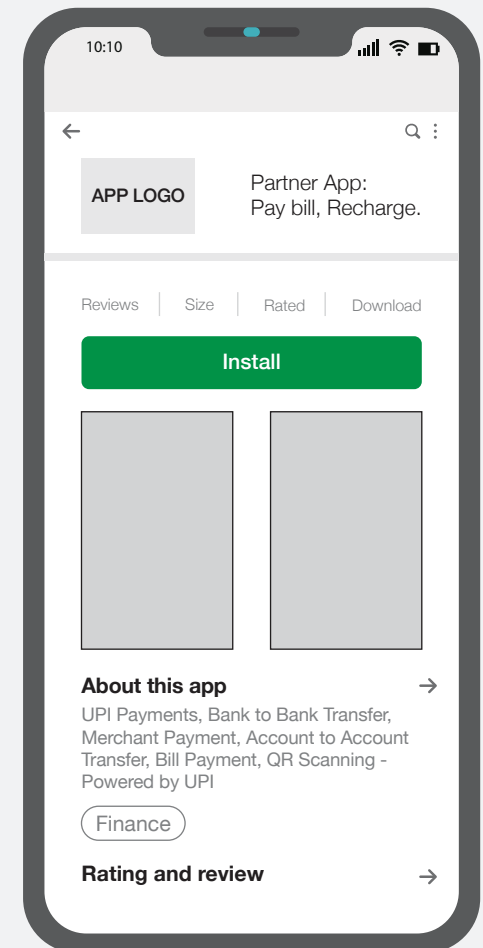 10:10
APP LOGO
Partner App:
Pay bill, Recharge.
Reviews Size Rated Download
Install
About this app
UPI Payments, Bank to Bank Transfer,
Merchant Payment, Account to Account
Transfer, Bill Payment, QR Scanning -
Powered by UPI
Finance
Rating and review